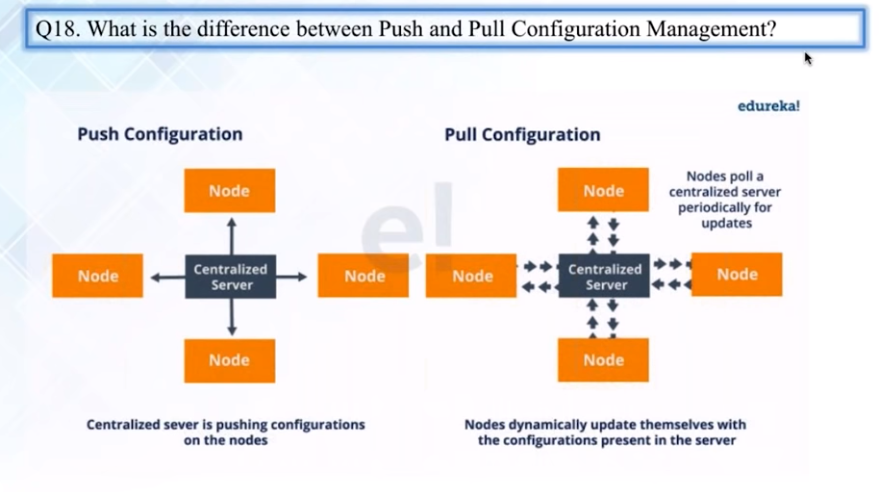 Q18. What is the difference between Push and Pull Configuration Management?
edureka!
Push Configuration
Node
Node
Centralized
Server
Node
Node
Centralized sever is pushing configurations
on the nodes
e!
Pull Configuration
Node
Nodes poll a
centralized server
periodically for
updates
Node
Centralized
Server
Node
Node
Nodes dynamically update themselves with
the configurations present in the server